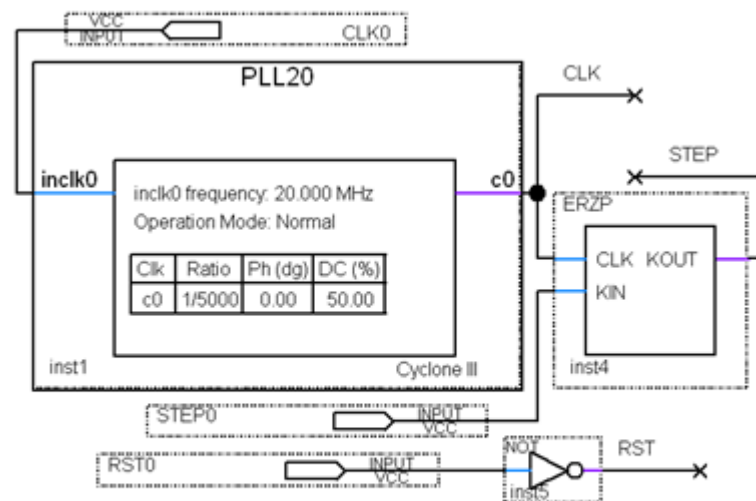 VCC
INPUT
CLK0
PLL20
CLK
STEP
inclk0
c0
inclk0 frequency: 20.000 MHz
Operation Mode: Normal
Clk Ratio Ph (dg) DC (%)
c0 1/5000 0.00 50.00
inst1
Cyclone III
ERZP
CLK KOUT
KIN
inst4
STEP0
INPUT
VCC
RST0
INPUT
VCC
NOT
inst5
RST